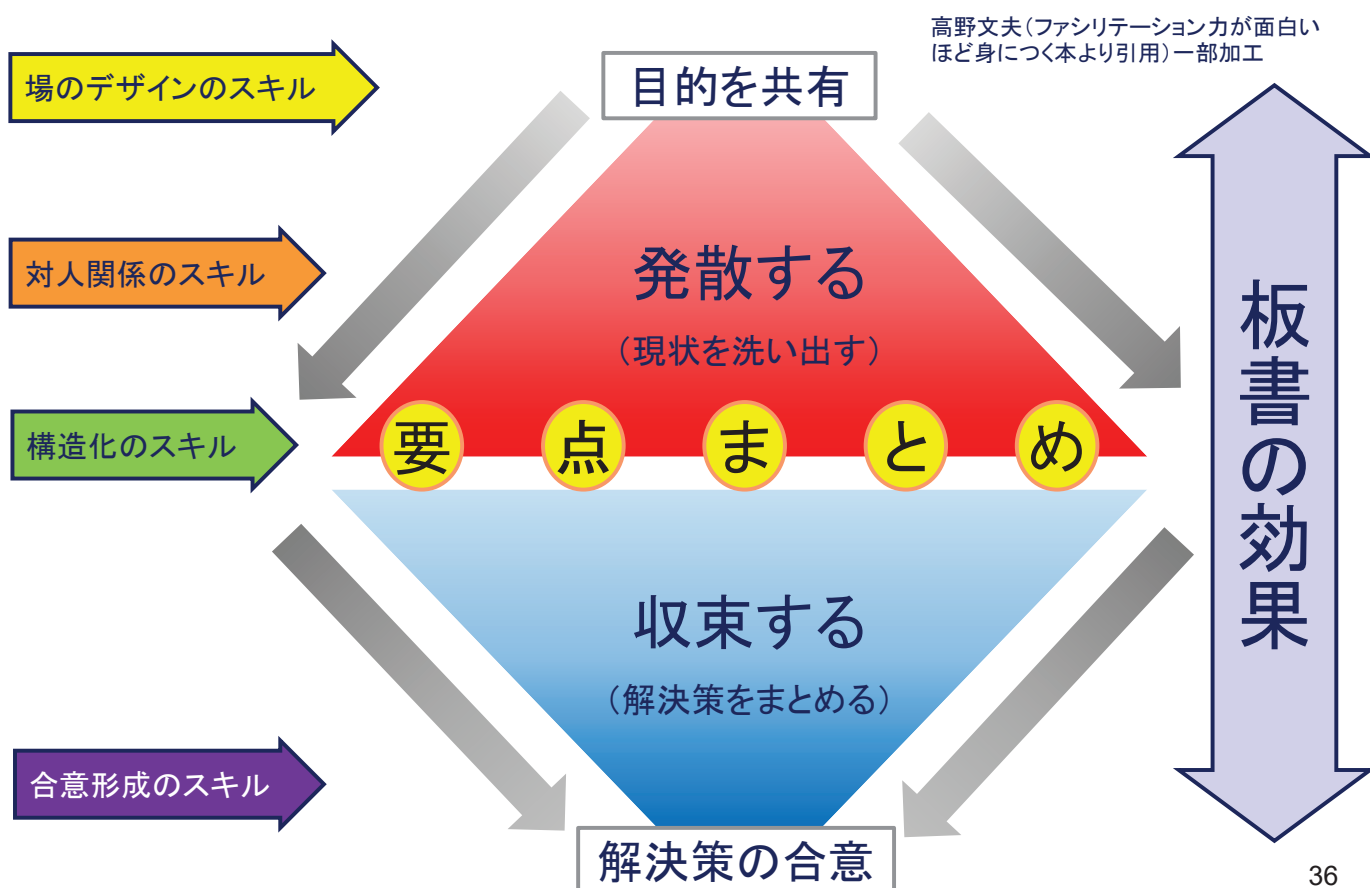 高野文夫(ファシリテーション力が面白い
ほど身につく本より引用)一部加工
場のデザインのスキル
目的を共有
対人関係のスキル
発散する
(現状を洗い出す)
構造化のスキル
要点まとめ
板書の効果
収束する
(解決策をまとめる)
合意形成のスキル
解決策の合意
36